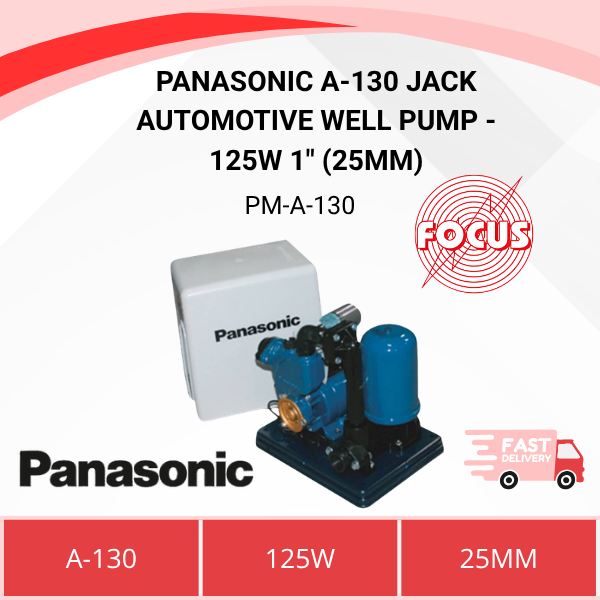 PANASONIC A-130 JACK
AUTOMOTIVE WELL PUMP -
125W 1" (25MM)
PM-A-130
FOCUS
Panasonic
Panasonic
FAST
DELIVERY
A-130
125W
25MM